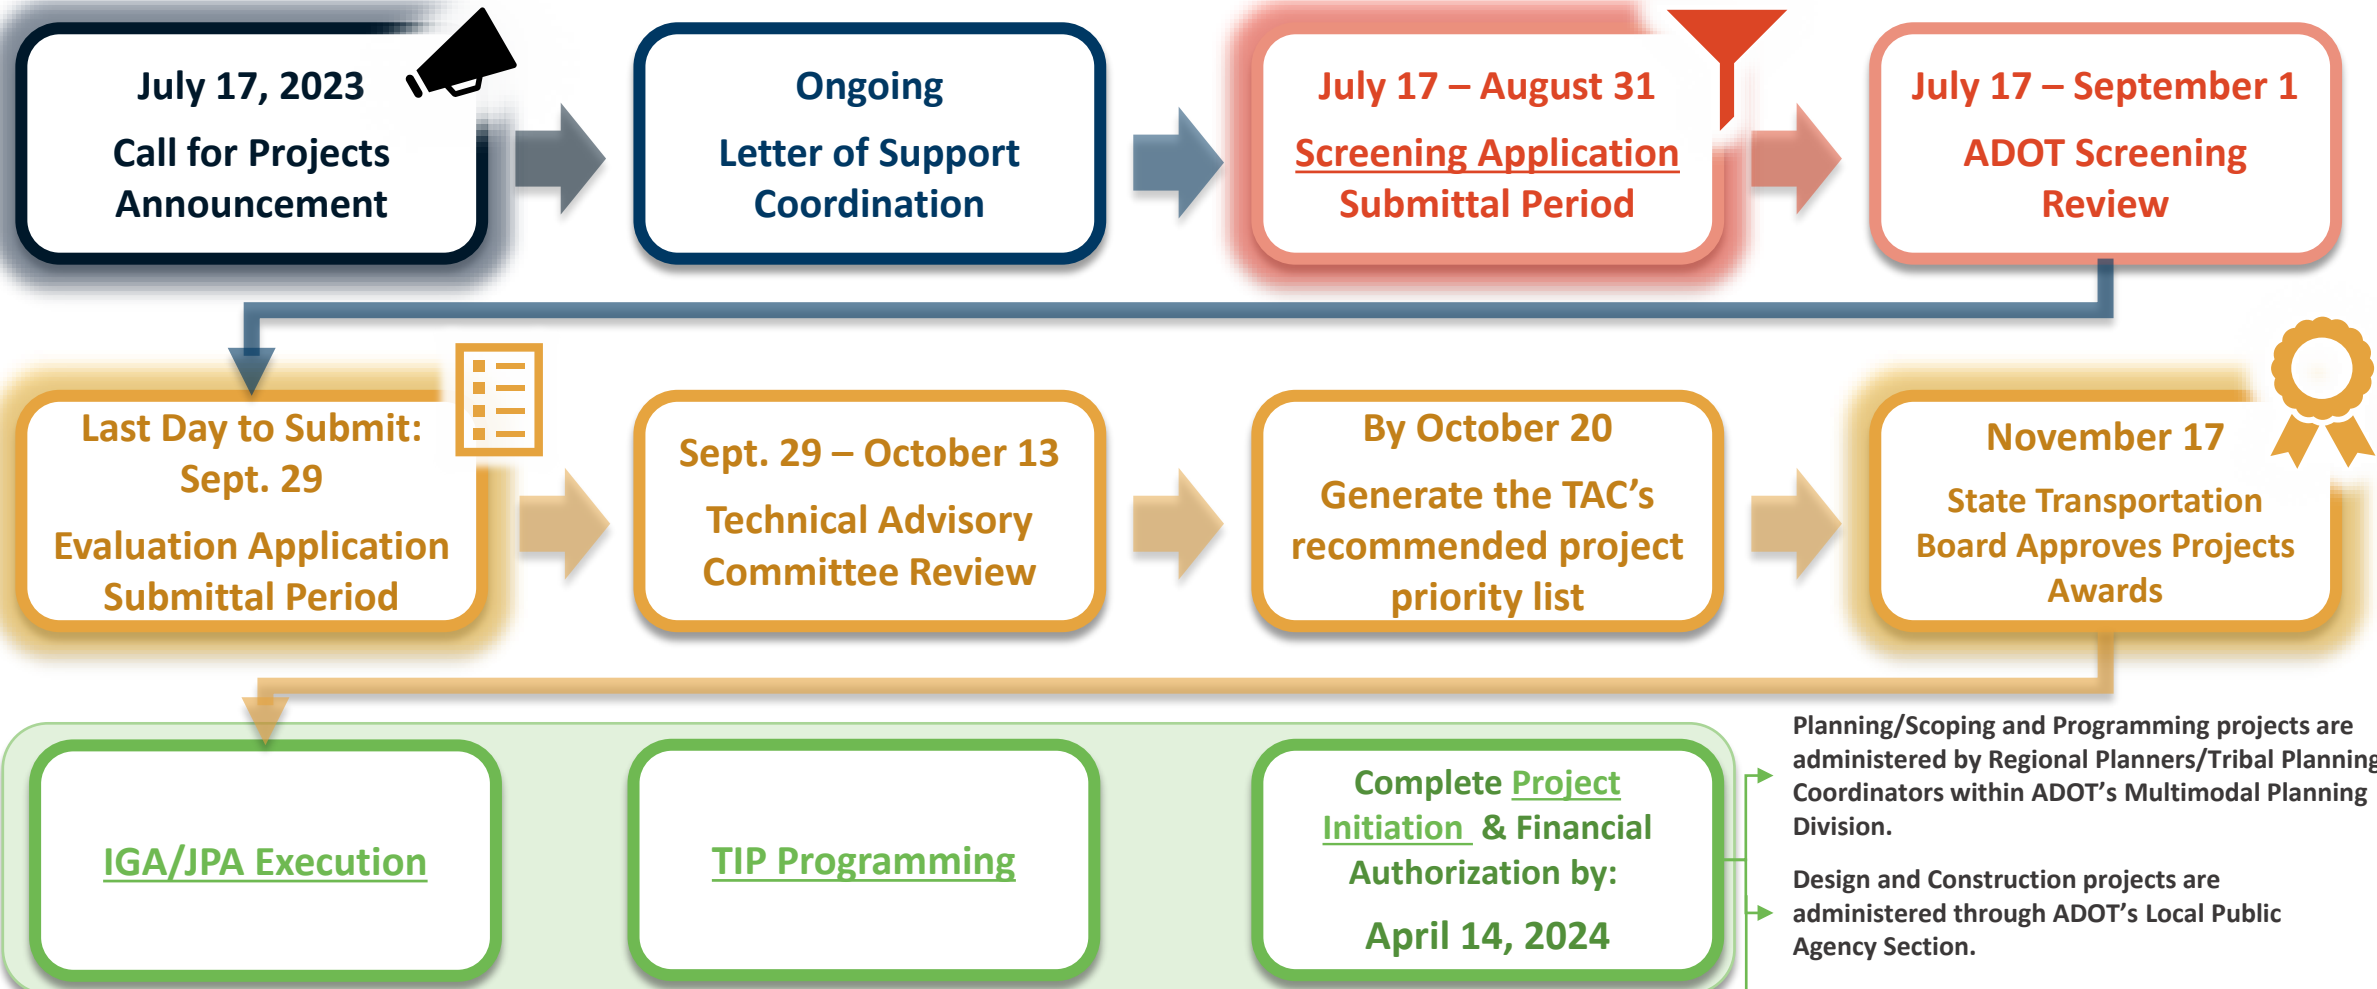 July 17, 2023
Call for Projects
Announcement
Ongoing
Letter of Support
Coordination
July 17 – August 31
Screening Application
Submittal Period
July 17 – September 1
ADOT Screening
Review
Last Day to Submit:
Sept. 29
Evaluation Application
Submittal Period
Sept. 29 – October 13
Technical Advisory
Committee Review
By October 20
Generate the TAC’s
recommended project
priority list
November 17
State Transportation
Board Approves Projects
Awards
IGA/JPA Execution
TIP Programming
Complete Project
Initiation & Financial
Authorization by:
April 14, 2024
Planning/Scoping and Programming projects are
administered by Regional Planners/Tribal Planning
Coordinators within ADOT’s Multimodal Planning
Division.
Design and Construction projects are
administered through ADOT’s Local Public
Agency Section.